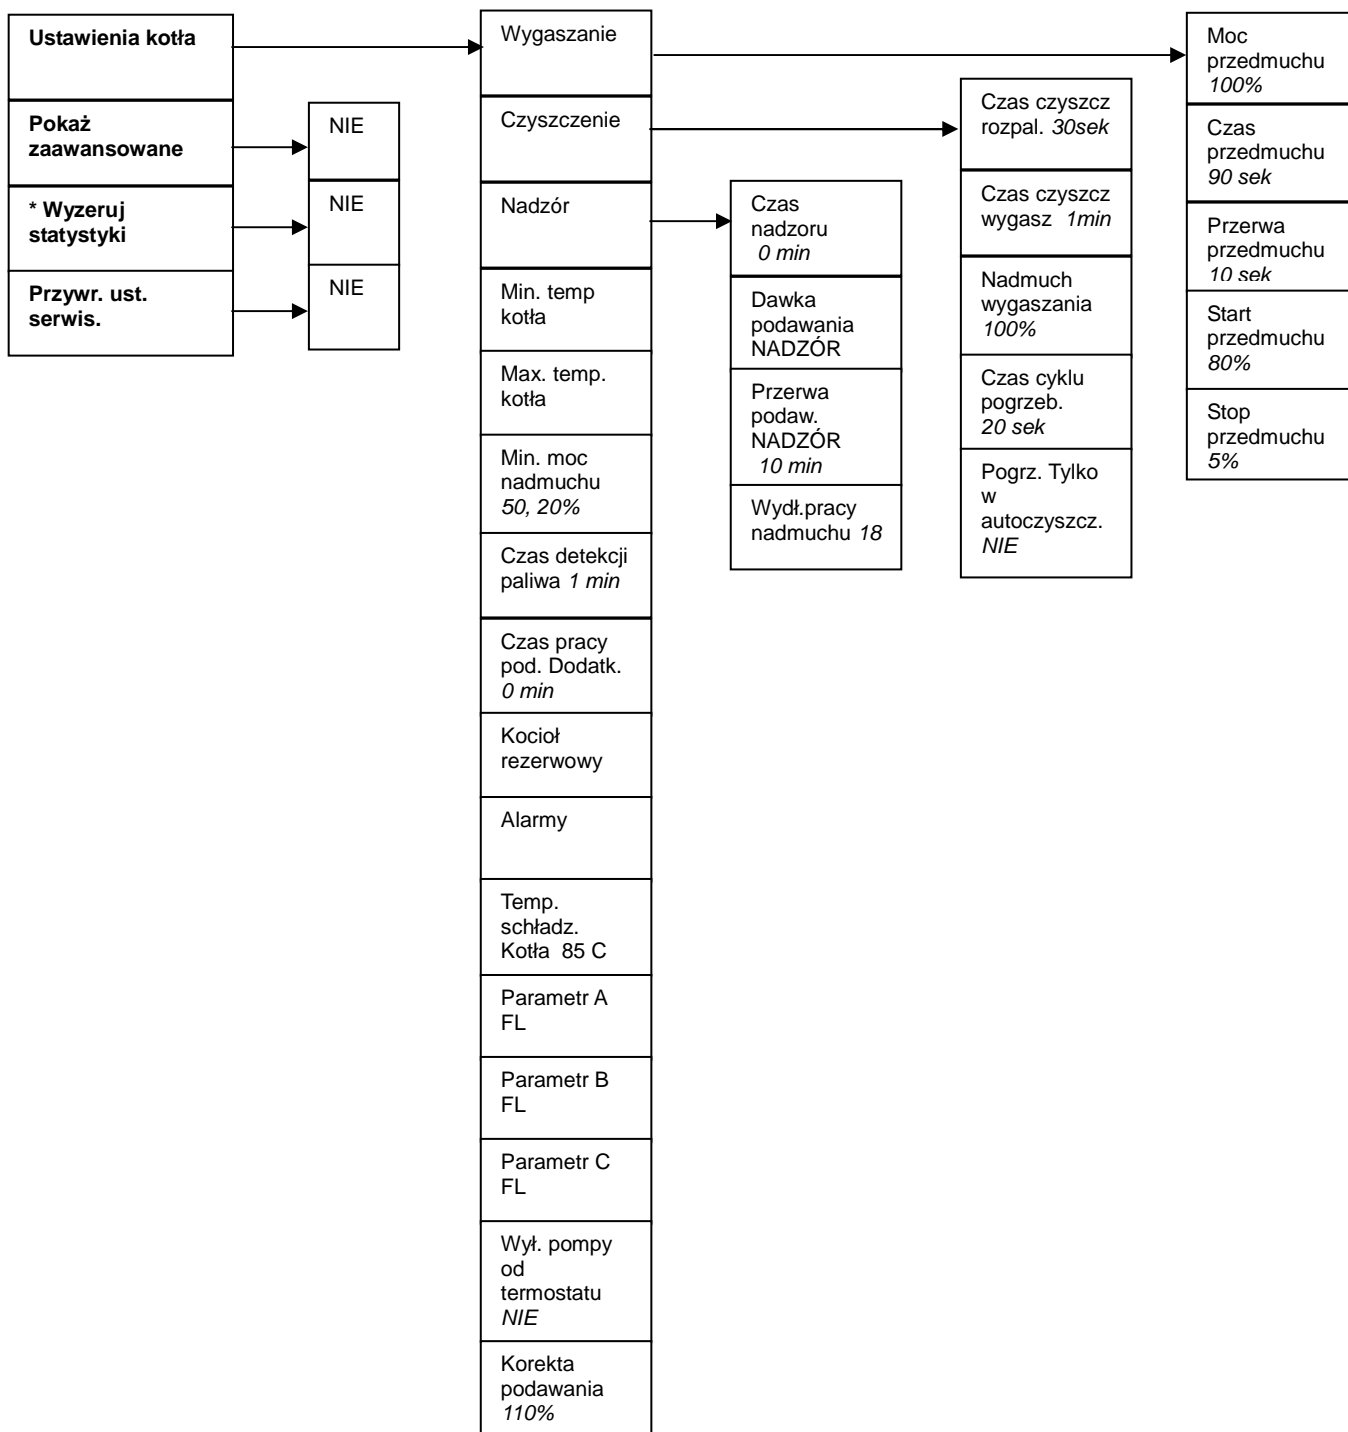 Ustawienia kotła
Pokaż
zaawansowane
* Wyzeruj
statystyki
Przywr. ust.
serwis.
NIE
NIE
NIE
Wygaszanie
Czyszczenie
Nadzór
Min. temp
kotła
Max. temp.
kotła
Min. moc
nadmuchu
50, 20%
Czas detekcji
paliwa 1 min
Czas pracy
pod. Dodatk.
0 min
Kocioł
rezerwowy
Alarmy
Temp.
schładz.
Kotła 85 C
Parametr A
FL
Parametr B
FL
Parametr C
FL
Wył. pompy
od
termostatu
NIE
Korekta
podawania
110%
Czas
nadzoru
0 min
Dawka
podawania
NADZÓR
Przerwa
podaw.
NADZÓR
10 min
Wydł.pracy
nadmuchu 18
Czas czyszcz
rozpal. 30sek
Czas czyszcz
wygasz 1min
Nadmuch
wygaszania
100%
Czas cyklu
pogrzeb.
20 sek
Pogrz. Tylko
w
autoczyszcz.
NIE
Moc
przedmuchu
100%
Czas
przedmuchu
90 sek
Przerwa
przedmuchu
10 sek
Start
przedmuchu
80%
Stop
przedmuchu
5%